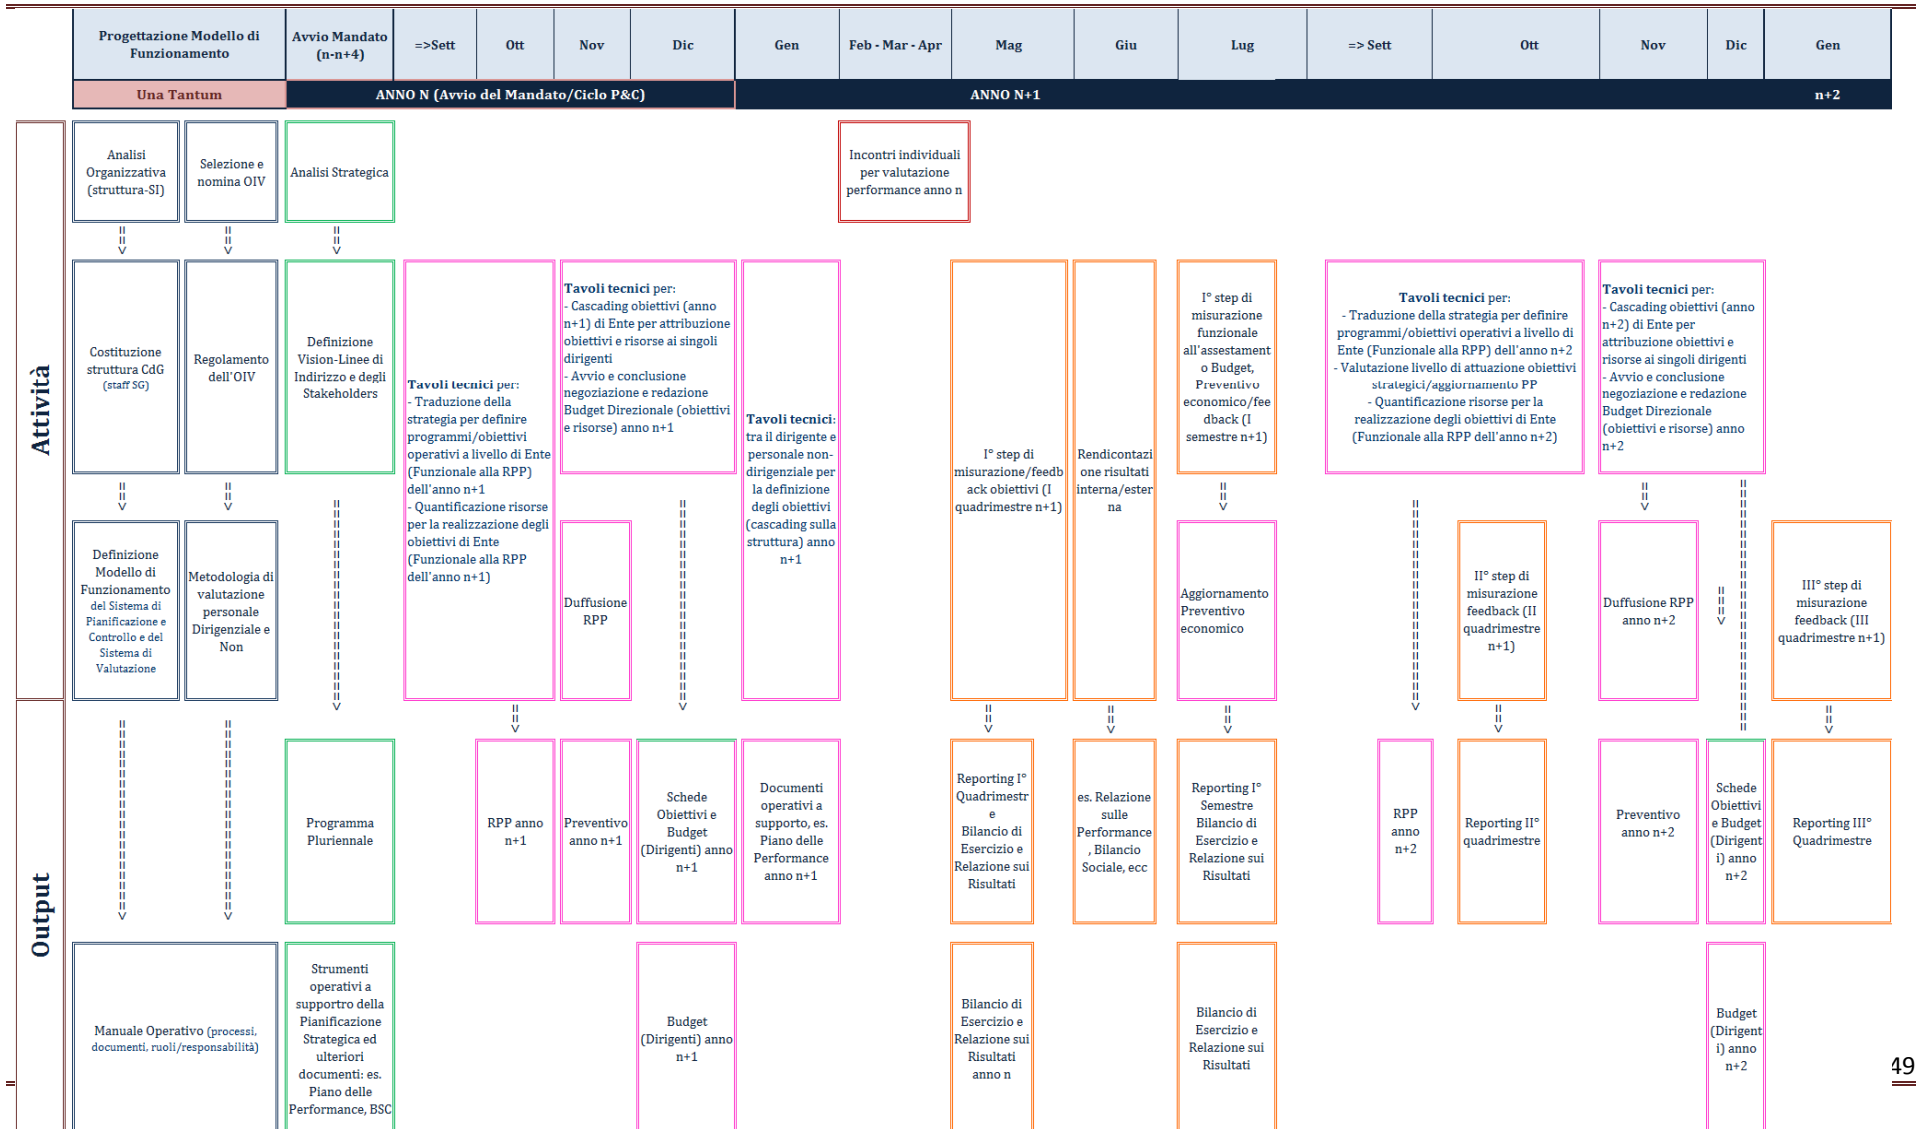 Progettazione Modello di
Funzionamento
Avvio Mandato
(n-n+4)
=>Sett
Ott
Nov
Dic
Gen
Feb - Mar - Apr
Mag
Giu
Lug
=> Sett
Ott
Nov
Dic
Gen
Una Tantum
ANNO N (Avvio del Mandato/Ciclo P&C)
ANNO N+1
n+2
Attività
Analisi
Organizzativa
(struttura-SI)
Selezione e
nomina OIV
Analisi Strategica
Incontri individuali
per valutazione
performance anno n
Costituzione
struttura CdG
(staff SG)
Regolamento
dell'OIV
Definizione
Vision-Linee di
Indirizzo e degli
Stakeholders
Tavoli tecnici per:
- Traduzione della
strategia per definire
programmi/obiettivi
operativi a livello di Ente
(Funzionale alla RPP)
dell'anno n+1
- Quantificazione risorse
per la realizzazione degli
obiettivi di Ente
(Funzionale alla RPP
dell'anno n+1)
Tavoli tecnici per:
- Cascading obiettivi (anno
n+1) di Ente per attribuzione
obiettivi e risorse ai singoli
dirigenti
- Avvio e conclusione
negoziazione e redazione
Budget Direzionale (obiettivi
e risorse) anno n+1
Tavoli tecnici:
tra il dirigente e
personale non-
dirigenziale per
la definizione
degli obiettivi
(cascading sulla
struttura) anno
n+1
I° step di
misurazione/feedb
ack obiettivi (I
quadrimestre n+1)
Rendicontazi
one risultati
interna/ester
na
I° step di
misurazione
funzionale
all'assestament
o Budget,
Preventivo
economico/fee
dback (I
semestre n+1)
Tavoli tecnici per:
- Traduzione della strategia per definire
programmi/obiettivi operativi a livello di
Ente (Funzionale alla RPP) dell'anno n+2
- Valutazione livello di attuazione obiettivi
strategici/aggiornamento PP
- Quantificazione risorse per la
realizzazione degli obiettivi di Ente
(Funzionale alla RPP dell'anno n+2)
Tavoli tecnici per:
- Cascading obiettivi (anno
n+2) di Ente per
attribuzione obiettivi e
risorse ai singoli dirigenti
- Avvio e conclusione
negoziazione e redazione
Budget Direzionale
(obiettivi e risorse) anno
n+2
Definizione
Modello di
Funzionamento
del Sistema di
Pianificazione e
Controllo e del
Sistema di
Valutazione
Metodologia di
valutazione
personale
Dirigenziale e
Non
Duffusione
RPP
Aggiornamento
Preventivo
economico
II° step di
misurazione
feedback (II
quadrimestre
n+1)
Duffusione RPP
anno n+2
III° step di
misurazione
feedback (III
quadrimestre n+1)
Output
Programma
Pluriennale
RPP anno
n+1
Preventivo
anno n+1
Schede
Obiettivi e
Budget
(Dirigenti) anno
n+1
Documenti
operativi a
supporto, es.
Piano delle
Performance
anno n+1
Reporting I°
Quadrimestr
e
Bilancio di
Esercizio e
Relazione sui
Risultati
es. Relazione
sulle
Performance
, Bilancio
Sociale, ecc
Reporting I°
Semestre
Bilancio di
Esercizio e
Relazione sui
Risultati
RPP
anno
n+2
Reporting II°
quadrimestre
Preventivo
anno n+2
Schede
Obiettivi
e Budget
(Dirigent
i) anno
n+2
Reporting III°
Quadrimestre
Manuale Operativo (processi,
documenti, ruoli/responsabilità)
Strumenti
operativi a
supportro della
Pianificazione
Strategica ed
ulteriori
documenti: es.
Piano delle
Performance, BSC
Budget
(Dirigenti) anno
n+1
Bilancio di
Esercizio e
Relazione sui
Risultati
anno n
Bilancio di
Esercizio e
Relazione sui
Risultati
Budget
(Dirigent
i) anno
n+2
49